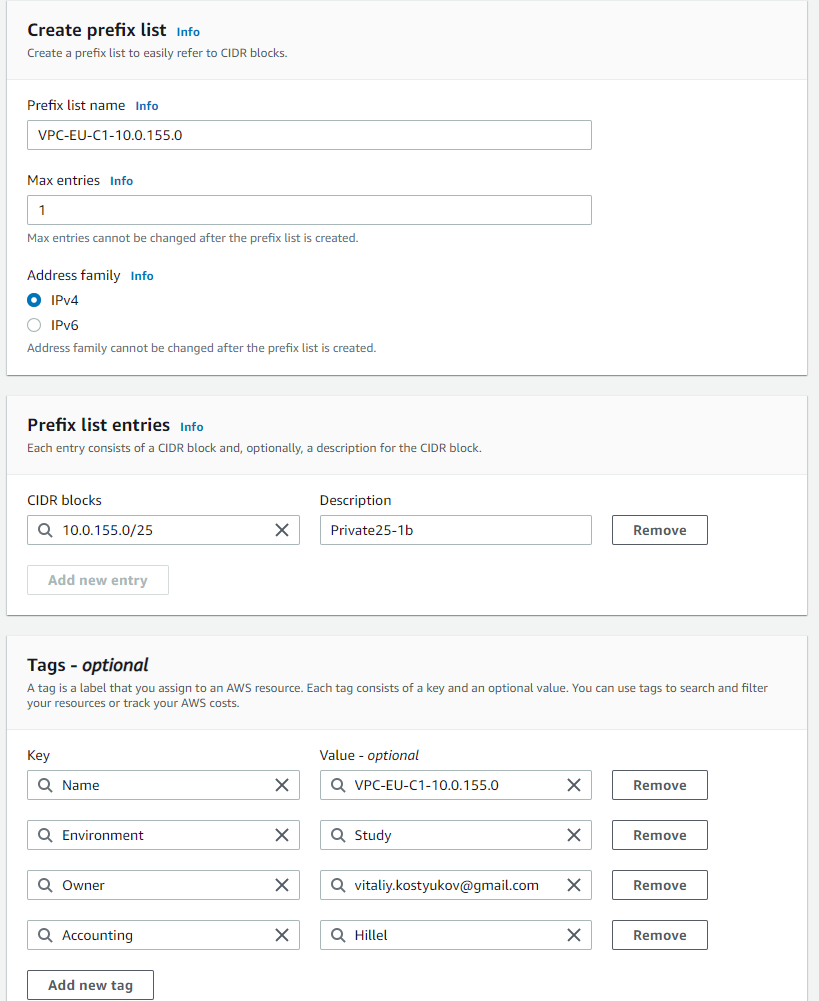 Create prefix list Info
Create a prefix list to easily refer to CIDR blocks.
Prefix list name Info
VPC-EU-C1-10.0.155.0
Max entries Info
1
Max entries cannot be changed after the prefix list is created.
Address family Info
IPv4
IPv6
Address family cannot be changed after the prefix list is created.
Prefix list entries Info
Each entry consists of a CIDR block and, optionally, a description for the CIDR block.
CIDR blocks Description
10.0.155.0/25 Private25-1b Remove
Add new entry
Tags - optional
A tag is a label that you assign to an AWS resource. Each tag consists of a key and an optional value. You can use tags to search and filter
your resources or track your AWS costs.
Key Value - optional
Name VPC-EU-C1-10.0.155.0 Remove
Environment Study Remove
Owner vitaliy.kostyukov@gmail.com Remove
Accounting Hillel Remove
Add new tag